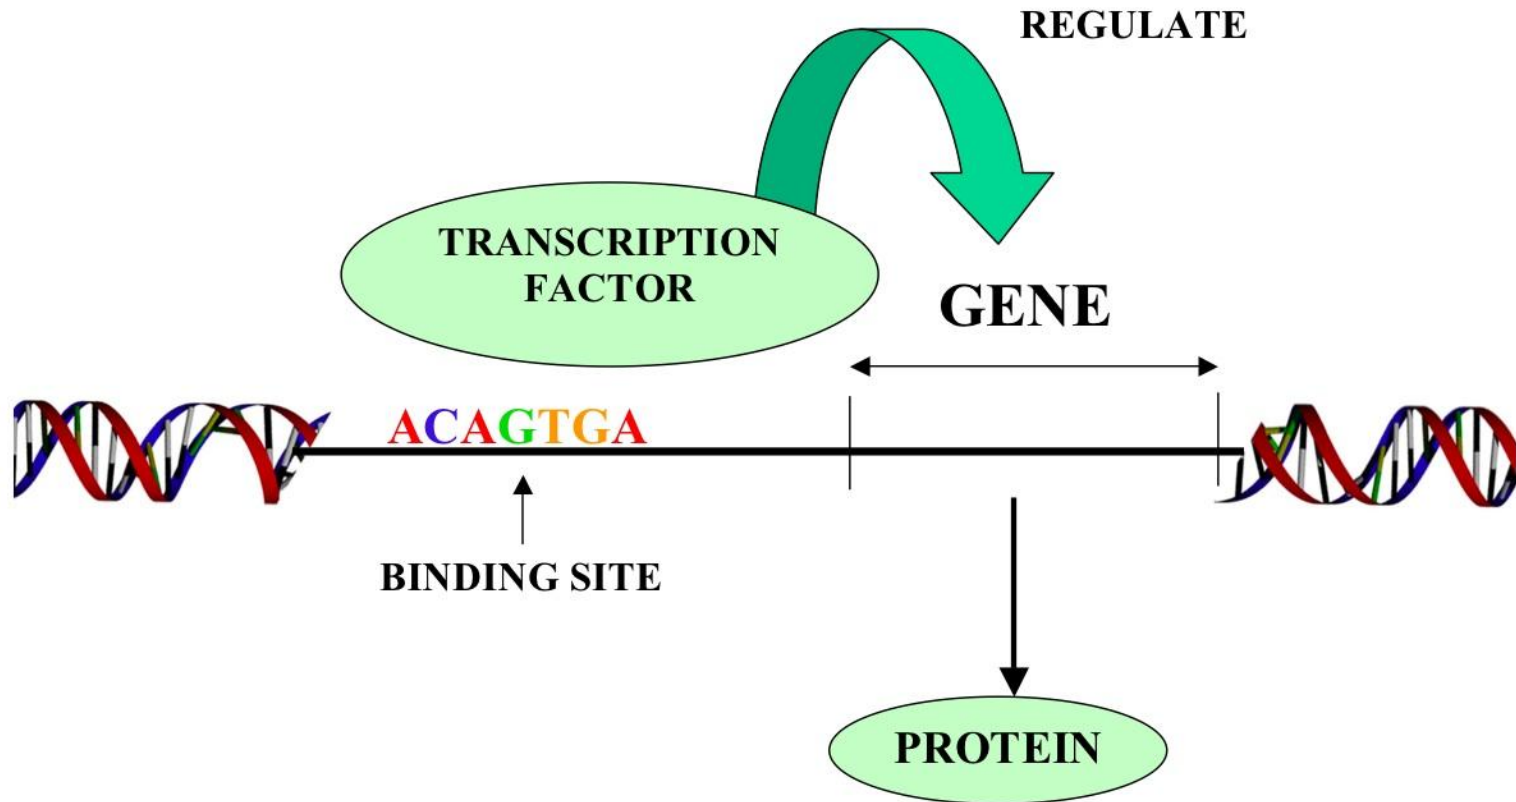 REGULATE
TRANSCRIPTION
FACTOR
GENE
ACAGTGA
BINDING SITE
PROTEIN